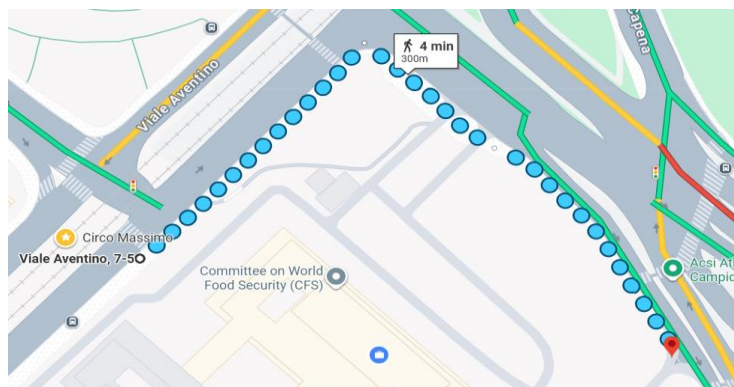 Viale Aventino
4 min
300m
Capena
Circo Massimo
Viale Aventino, 7-5
Committee on World
Food Security (CFS)
Acsi At
Campid